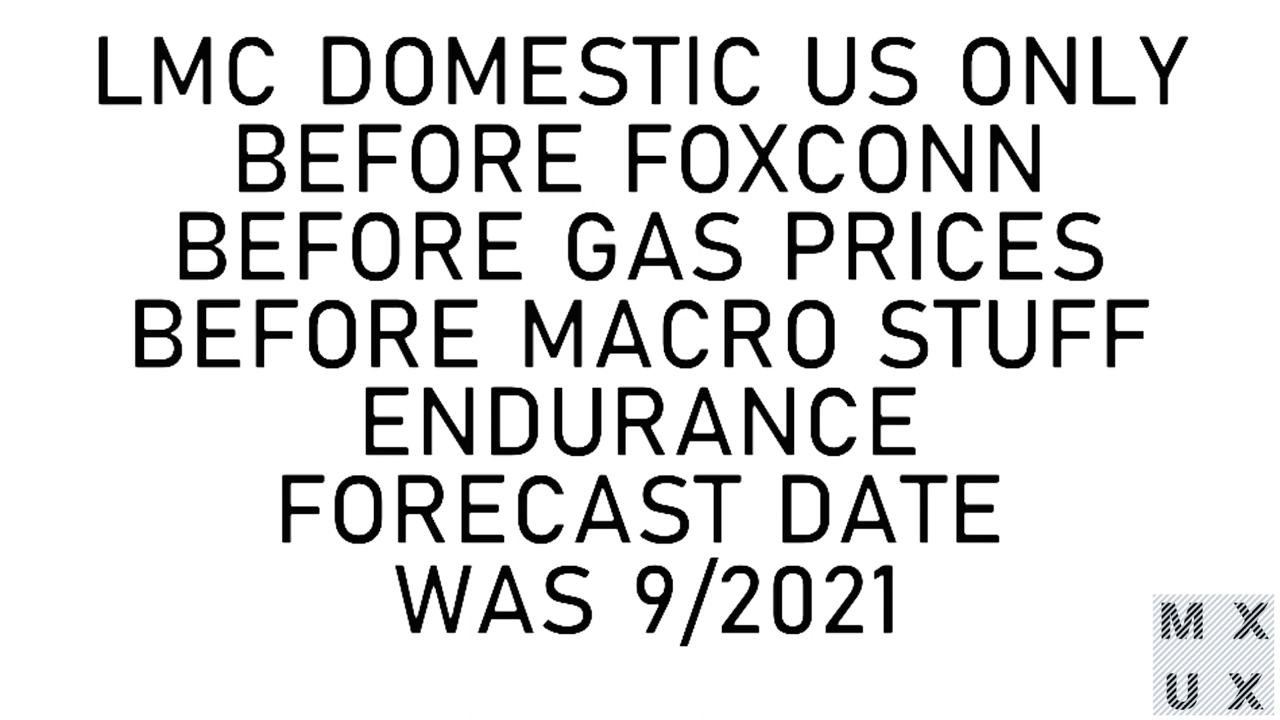 LMC DOMESTIC US ONLY
BEFORE FOXCONN
BEFORE GAS PRICES
BEFORE MACRO STUFF
ENDURANCE
FORECAST DATE
WAS 9/2021
M X
U X